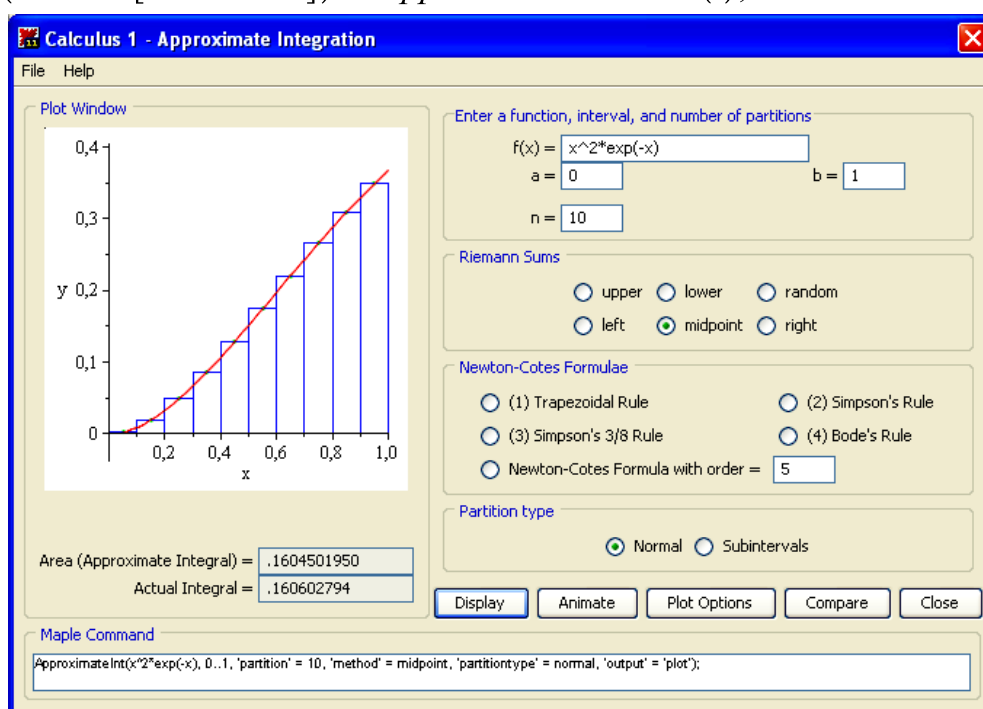 Calculus 1 - Approximate Integration
File Help
Plot Window
0,4
0,3
y 0,2
0,1
0
0,2 0,4 0,6 0,8 1,0
x
Area (Approximate Integral) = .1604501950
Actual Integral = .160602794
Enter a function, interval, and number of partitions
f(x) = x^2*exp(-x)
a = 0 b = 1
n = 10
Riemann Sums
upper lower random
left midpoint right
Newton-Cotes Formulae
(1) Trapezoidal Rule (2) Simpson's Rule
(3) Simpson's 3/8 Rule (4) Bode's Rule
Newton-Cotes Formula with order = 5
Partition type
Normal Subintervals
Display Animate Plot Options Compare Close
Maple Command
ApproximateInt(x^2*exp(-x), 0..1, 'partition' = 10, 'method' = midpoint, 'partitiontype' = normal, 'output' = 'plot');